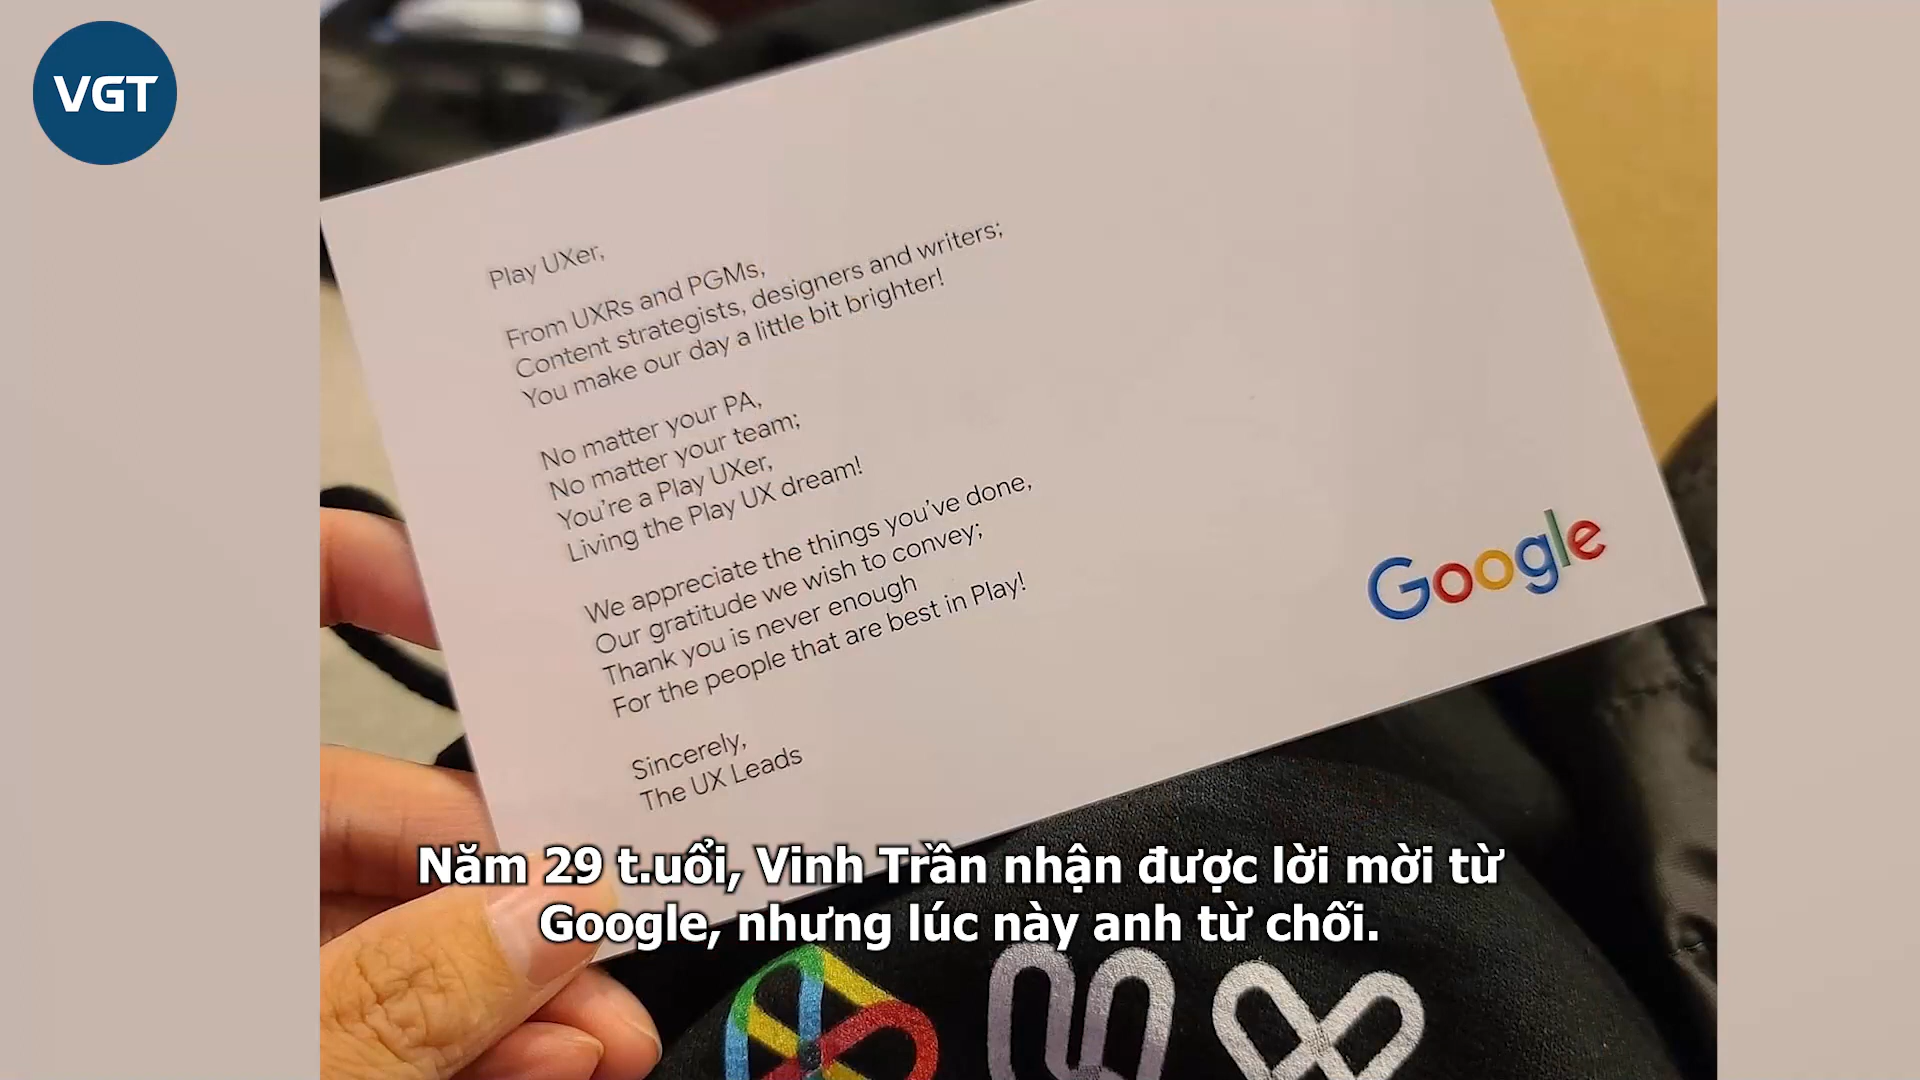 VGT
Play UXer,
From UXRs and PGMs,
Content strategists, designers and writers;
You make our day a little bit brighter!
No matter your PA,
No matter your team;
You're a Play UXer,
Living the Play UX dream!
We appreciate the things you've done,
Our gratitude we wish to convey;
Thank you is never enough
For the people that are best in Play!
Sincerely,
The UX Leads
Google
Năm 29 t.uổi, Vinh Trần nhận được lời mời từ
Google, nhưng lúc này anh từ chối.
UX